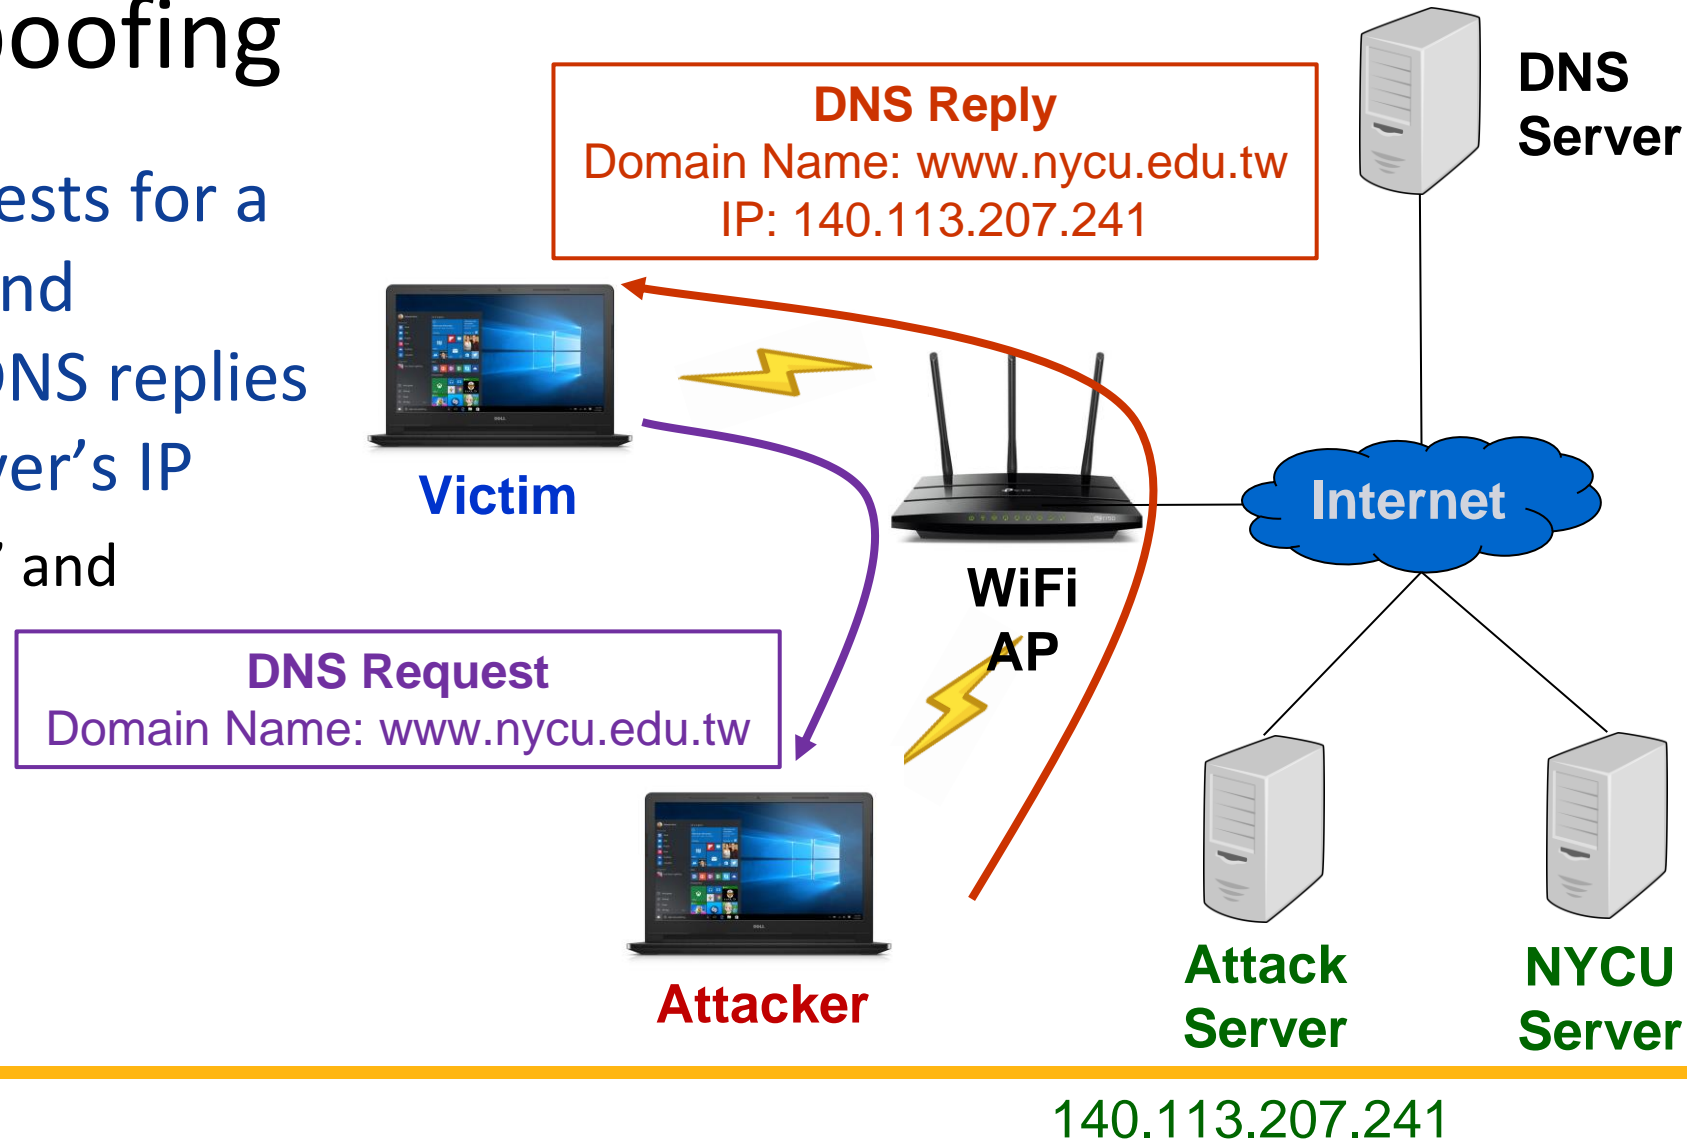 oofing
DNS Reply
Domain Name: www.nycu.edu.tw
IP: 140.113.207.241
DNS
Server
ests for a
nd
NS replies
ver’s IP
and
Victim
Internet
WiFi
AP
DNS Request
Domain Name: www.nycu.edu.tw
Attacker
Attack
Server
NYCU
Server
140.113.207.241